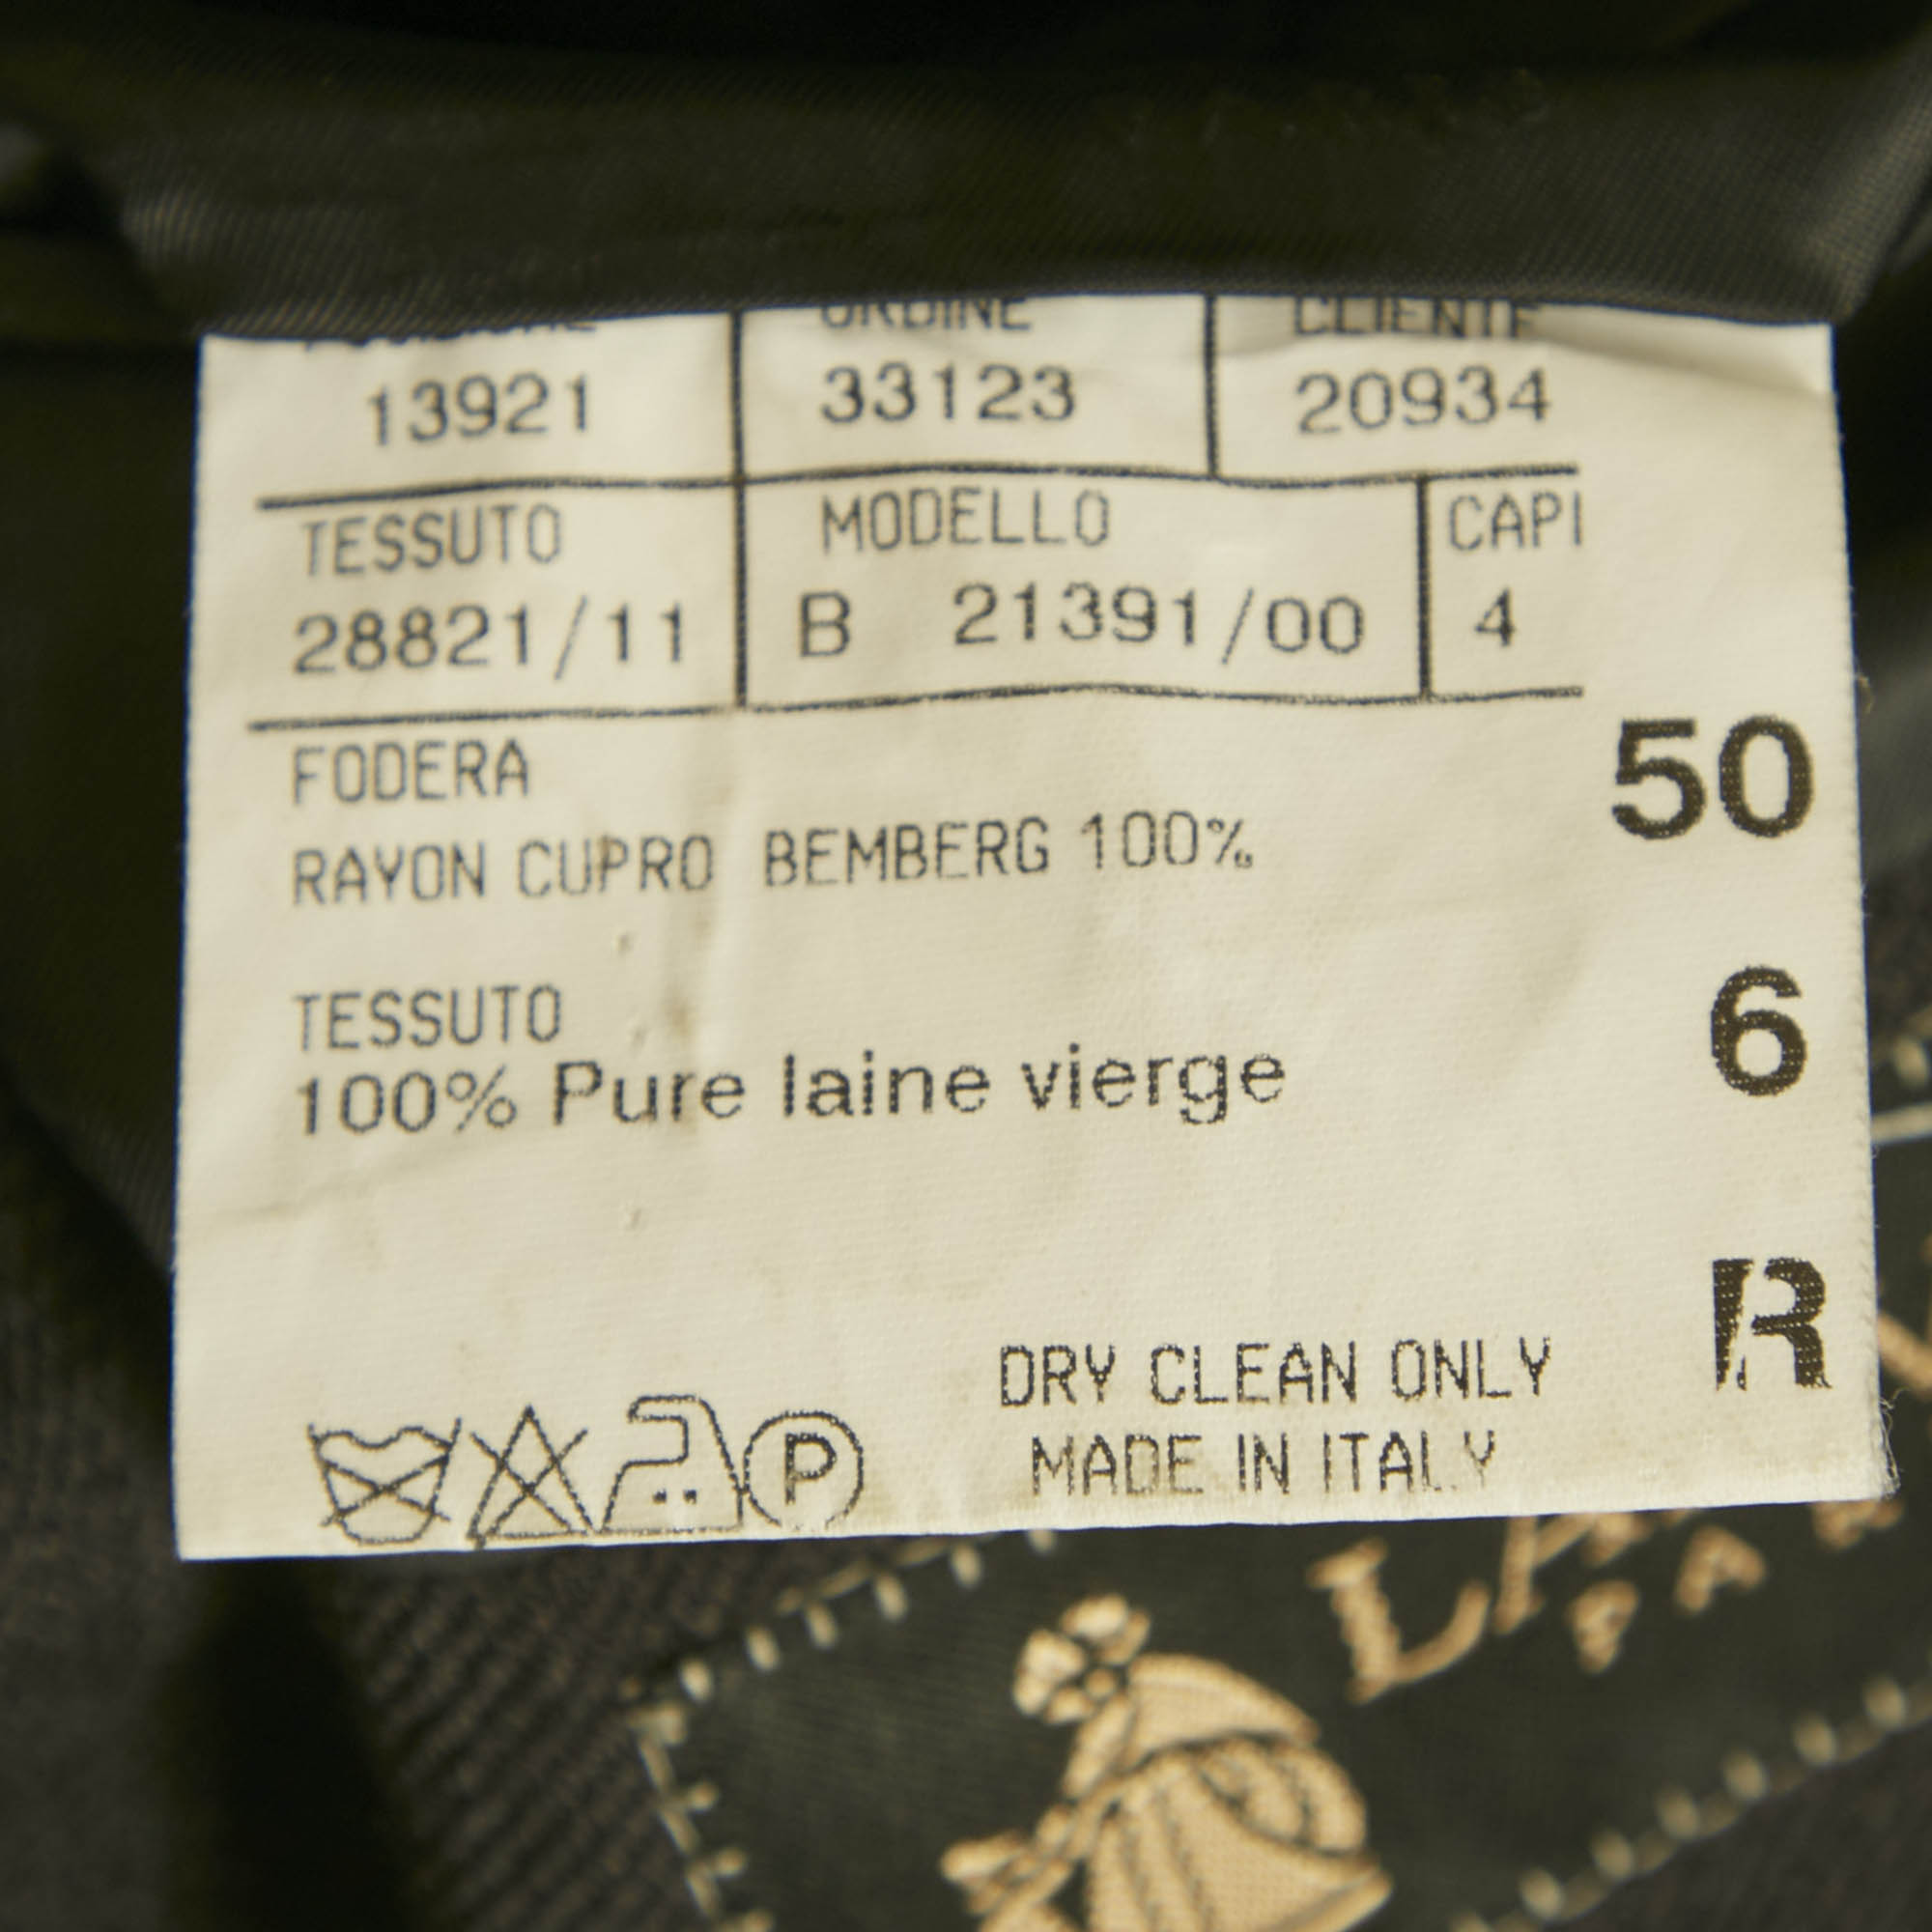 ORDINE CLIENTE
13921 33123 20934
TESSUTO MODELLO CAPI
28821/11 B 21391/00 4
FODERA
50
RAYON CUPRO BEMBERG 100%
TESSUTO
6
100% Pure laine vierge
R
DRY CLEAN ONLY
P MADE IN ITALY